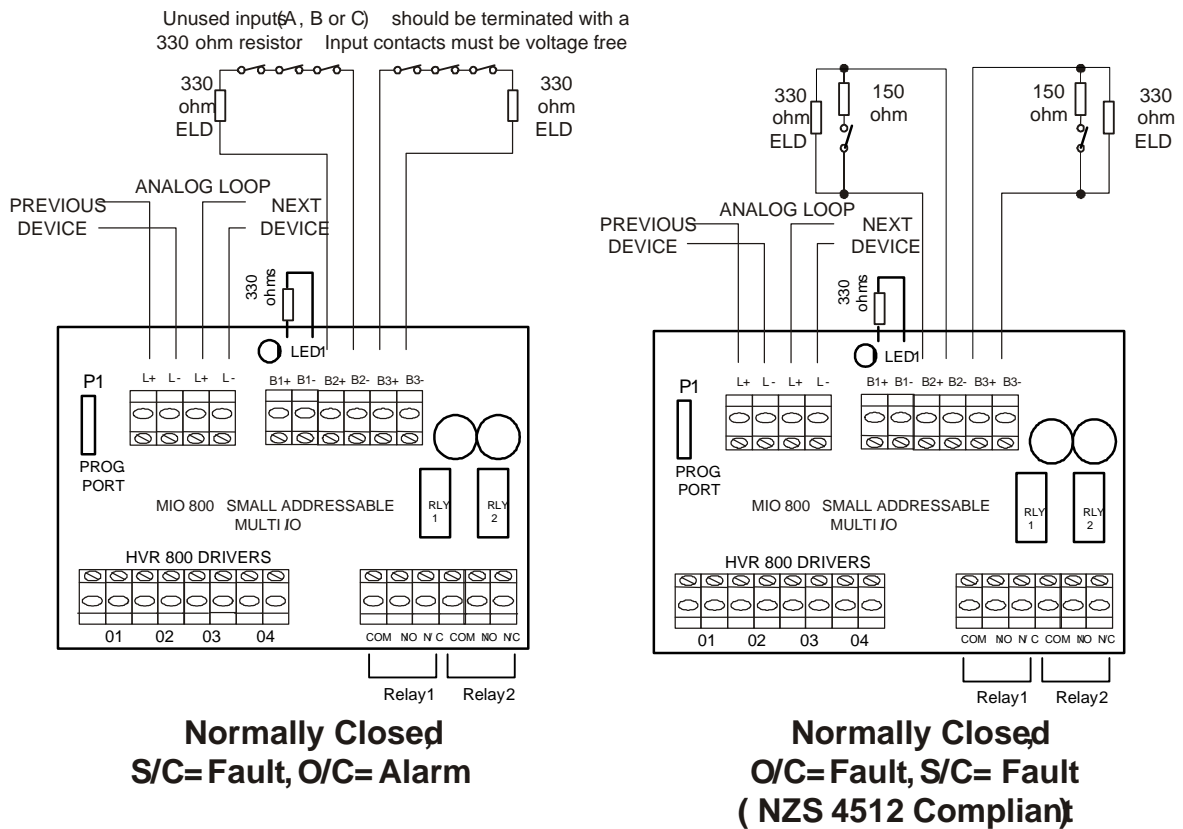 Unused inputs (A, B or C) should be terminated with a
330 ohm resistor Input contacts must be voltage free
330
ohm
ELD
330
ohm
ELD
ANALOG LOOP
PREVIOUS
DEVICE
NEXT
DEVICE
330
ohms
LED1
P1
L+ L- L+ L-
B1+ B1- B2+ B2- B3+ B3-
PROG
PORT
MIO 800 SMALL ADDRESSABLE
MULTI IO
RLY
1
RLY
2
HVR 800 DRIVERS
01 02 03 04
COM NO N/C COM NO N/C
Relay1 Relay2
Normally Closed,
S/C= Fault, O/C= Alarm
330
ohm
ELD
150
ohm
150
ohm
330
ohm
ELD
ANALOG LOOP
PREVIOUS
DEVICE
NEXT
DEVICE
330
ohms
LED1
P1
L+ L- L+ L-
B1+ B1- B2+ B2- B3+ B3-
PROG
PORT
MIO 800 SMALL ADDRESSABLE
MULTI IO
RLY
1
RLY
2
HVR 800 DRIVERS
01 02 03 04
COM NO N/C COM NO N/C
Relay1 Relay2
Normally Closed,
O/C= Fault, S/C= Fault
( NZS 4512 Compliant)